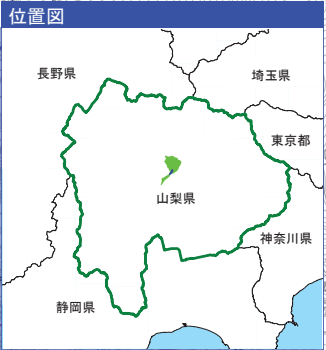 位置図
長野県
埼玉県
東京都
山梨県
神奈川県
静岡県